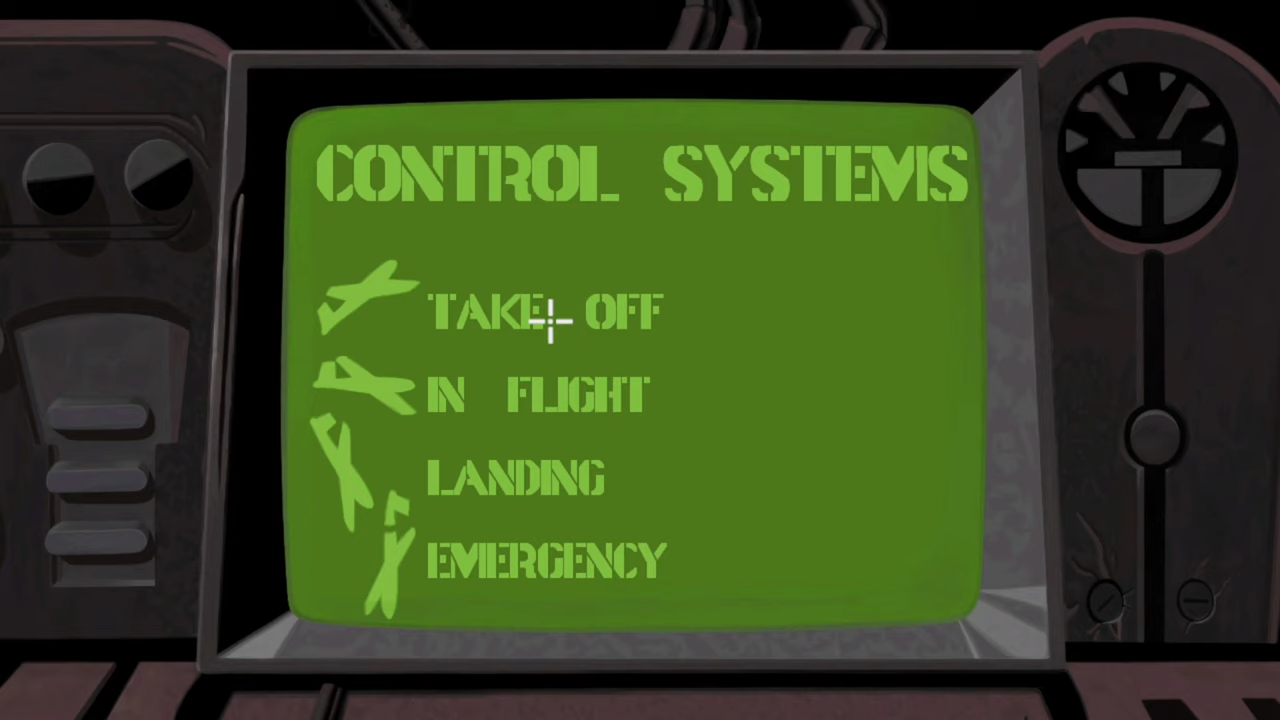 CONTROL SYSTEMS
TAKE OFF
IN FLIGHT
LANDING
EMERGENCY